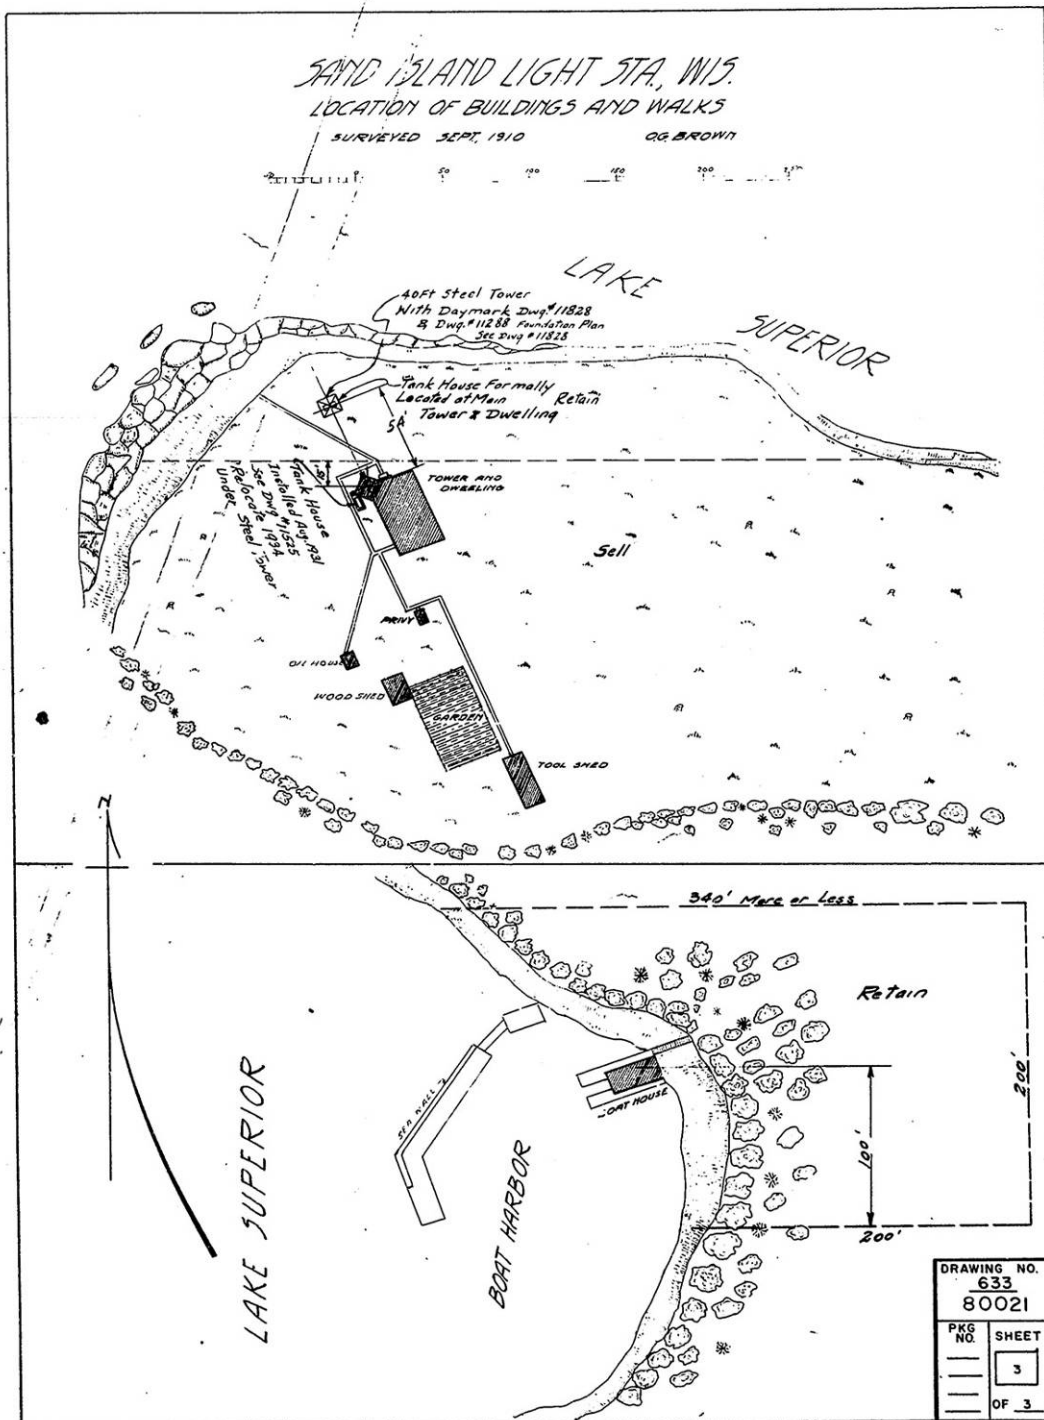 SAND ISLAND LIGHT STA., WIS.
LOCATION OF BUILDINGS AND WALKS
SURVEYED SEPT. 1910 O.G. BROWN
50 100 150 200
LAKE
SUPERIOR
40Ft Steel Tower
With Daymark Dwg.#11828
& Dwg.#11288 Foundation Plan
See Dwg #11828
Tank House Formally
Located at Main Retain
Tower & Dwelling
54'
TOWER AND
DWELLING
Tank House
Installed Aug. 1931
See Dwg #11525
Relocate 1934
Under Steel Tower
Sell
PRIVY
OIL HOUSE
WOOD SHED
GARDEN
TOOL SHED
N
340' More or Less
Retain
200'
SEA WALL
OAT HOUSE
100'
200'
LAKE SUPERIOR
BOAT HARBOR
DRAWING NO.
633
80021
PKG
NO.
SHEET
3
OF 3